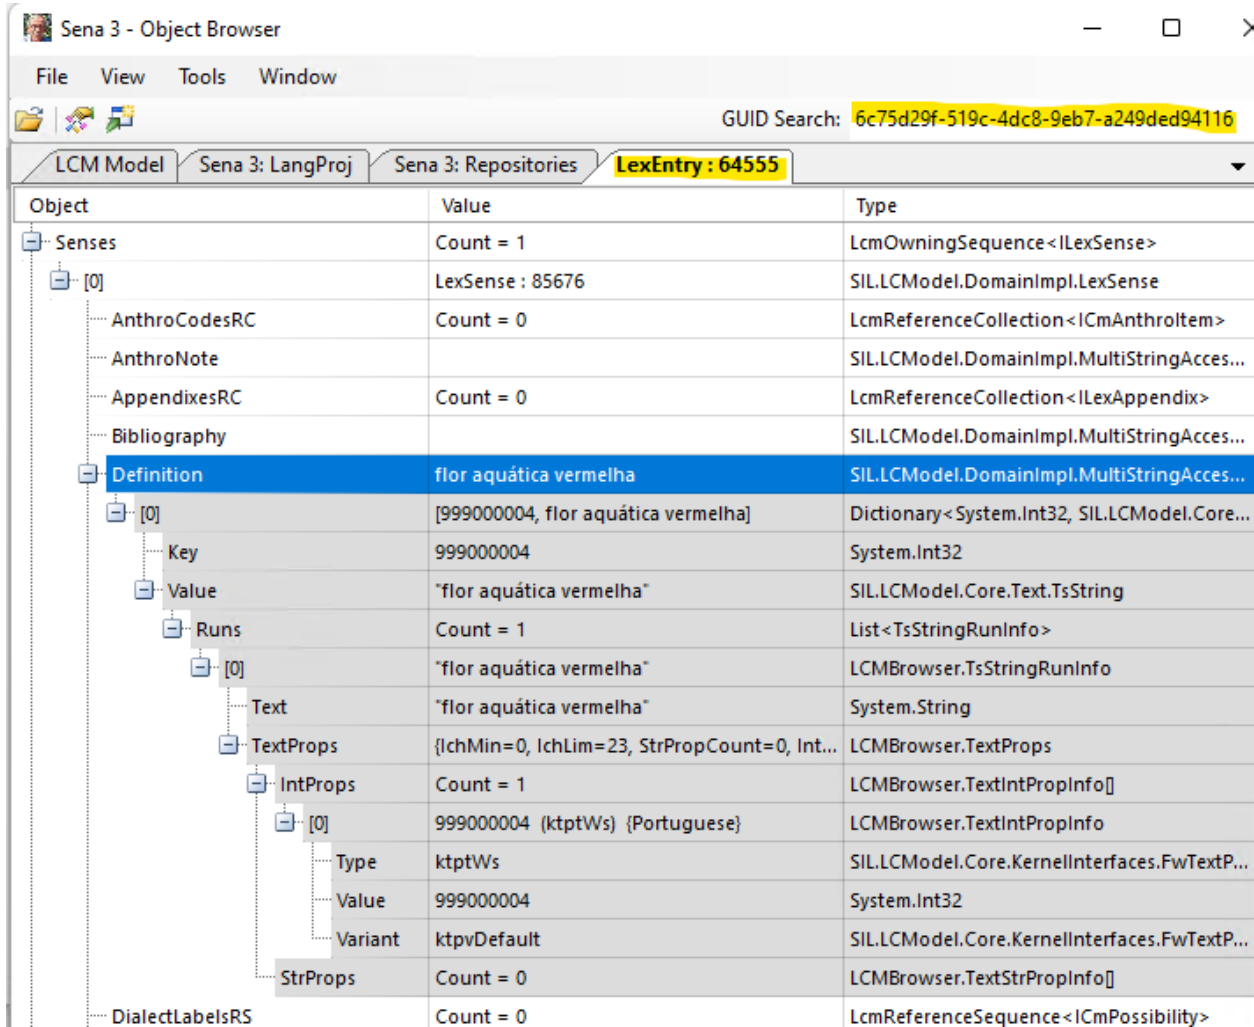 Sena 3 - Object Browser
File View Tools Window
GUID Search: 6c75d29f-519c-4dc8-9eb7-a249ded94116
LCM Model Sena 3: LangProj Sena 3: Repositories LexEntry : 64555
Object Value Type
Senses Count = 1 LcmOwningSequence<ILexSense>
[0] LexSense : 85676 SIL.LCModel.DomainImpl.LexSense
AnthroCodesRC Count = 0 LcmReferenceCollection<ICmAnthroItem>
AnthroNote SIL.LCModel.DomainImpl.MultiStringAcces...
AppendixesRC Count = 0 LcmReferenceCollection<ILexAppendix>
Bibliography SIL.LCModel.DomainImpl.MultiStringAcces...
Definition flor aquática vermelha SIL.LCModel.DomainImpl.MultiStringAcces...
[0] [999000004, flor aquática vermelha] Dictionary<System.Int32, SIL.LCModel.Core...
Key 999000004 System.Int32
Value "flor aquática vermelha" SIL.LCModel.Core.Text.TsString
Runs Count = 1 List<TsStringRunInfo>
[0] "flor aquática vermelha" LCMBrowser.TsStringRunInfo
Text "flor aquática vermelha" System.String
TextProps {IchMin=0, IchLim=23, StrPropCount=0, Int... LCMBrowser.TextProps
IntProps Count = 1 LCMBrowser.TextIntPropInfo[]
[0] 999000004 (ktptWs) {Portuguese} LCMBrowser.TextIntPropInfo
Type ktptWs SIL.LCModel.Core.KernelInterfaces.FwTextP...
Value 999000004 System.Int32
Variant ktpvDefault SIL.LCModel.Core.KernelInterfaces.FwTextP...
StrProps Count = 0 LCMBrowser.TextStrPropInfo[]
DialectLabelsRS Count = 0 LcmReferenceSequence<ICmPossibility>